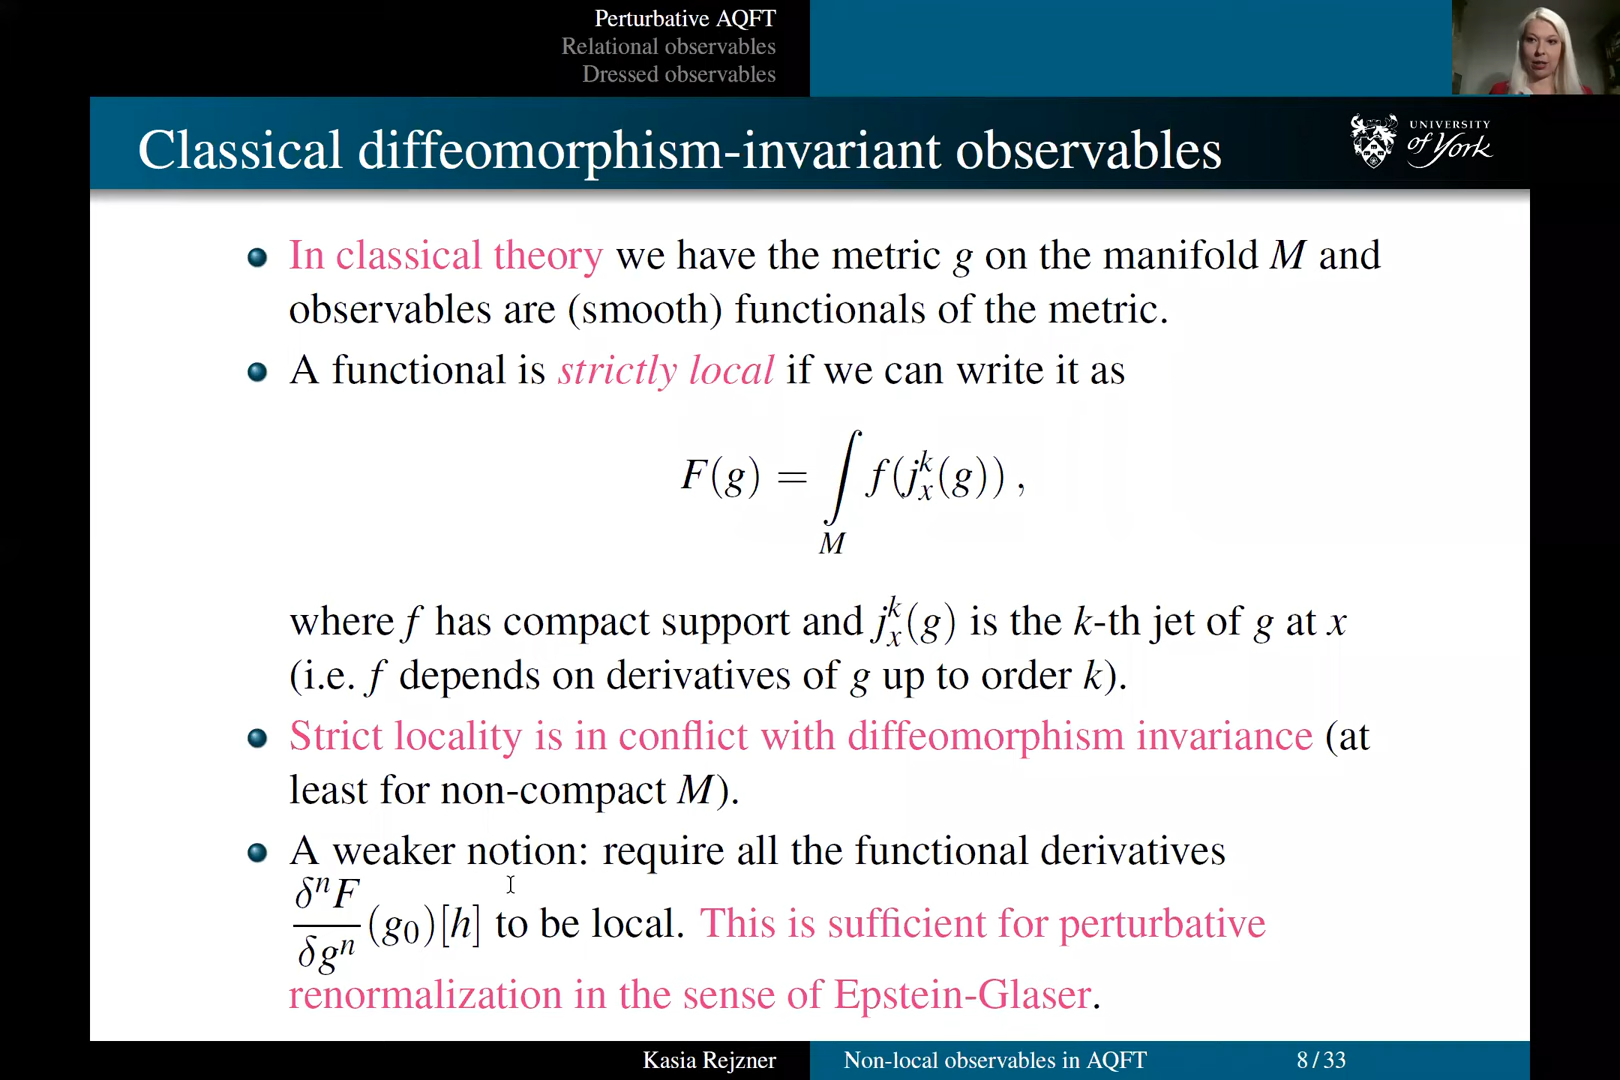 Perturbative AQFT
Relational observables
Dressed observables
Classical diffeomorphism-invariant observables
UNIVERSITY
of York
In classical theory we have the metric g on the manifold M and
observables are (smooth) functionals of the metric.
A functional is strictly local if we can write it as
F(g) = ∫_M f(j_x^k(g)) ,
where f has compact support and j_x^k(g) is the k-th jet of g at x
(i.e. f depends on derivatives of g up to order k).
Strict locality is in conflict with diffeomorphism invariance (at
least for non-compact M).
A weaker notion: require all the functional derivatives
δ^n F / δg^n (g_0)[h] to be local. This is sufficient for perturbative
renormalization in the sense of Epstein-Glaser.
Kasia Rejzner
Non-local observables in AQFT
8/33